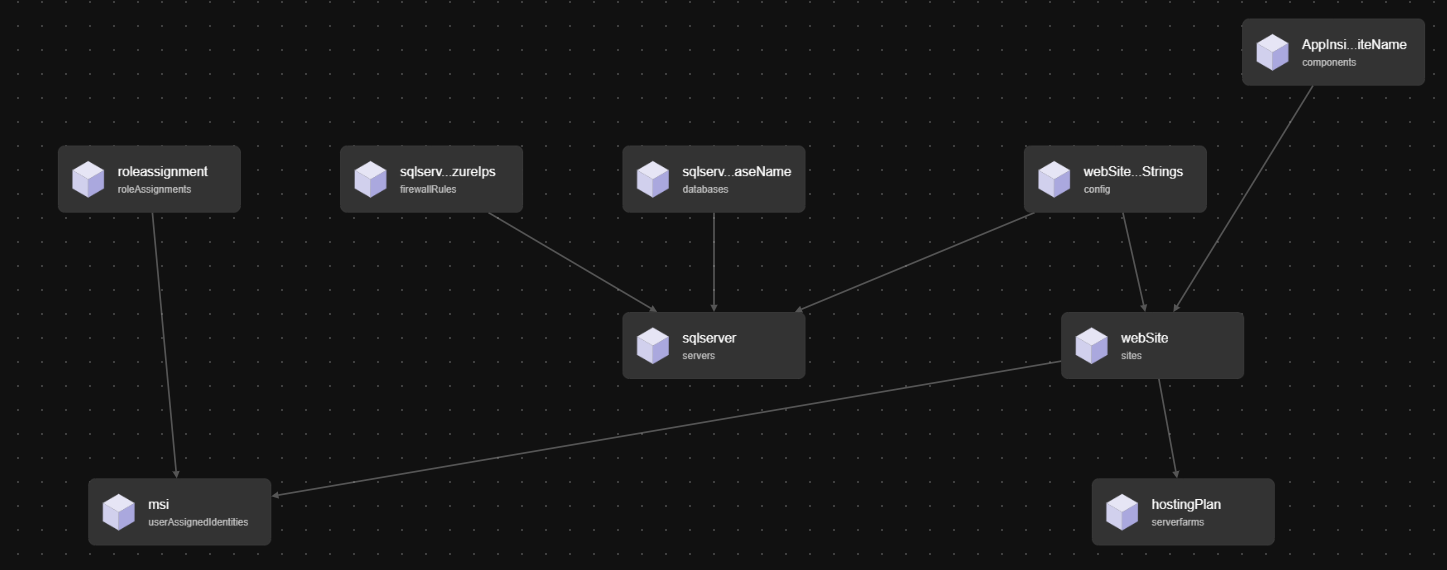 AppInsi...iteName
components
roleassignment
roleAssignments
sqlserv...zureIps
firewallRules
sqlserv...aseName
databases
webSite...Strings
config
sqlserver
servers
webSite
sites
msi
userAssignedIdentities
hostingPlan
serverfarms